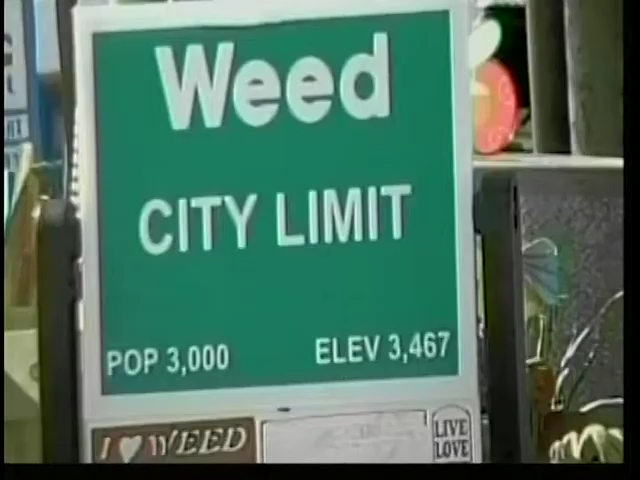 Weed
CITY LIMIT
POP 3,000 ELEV 3,467
I ♥ WEED
LIVE
LOVE